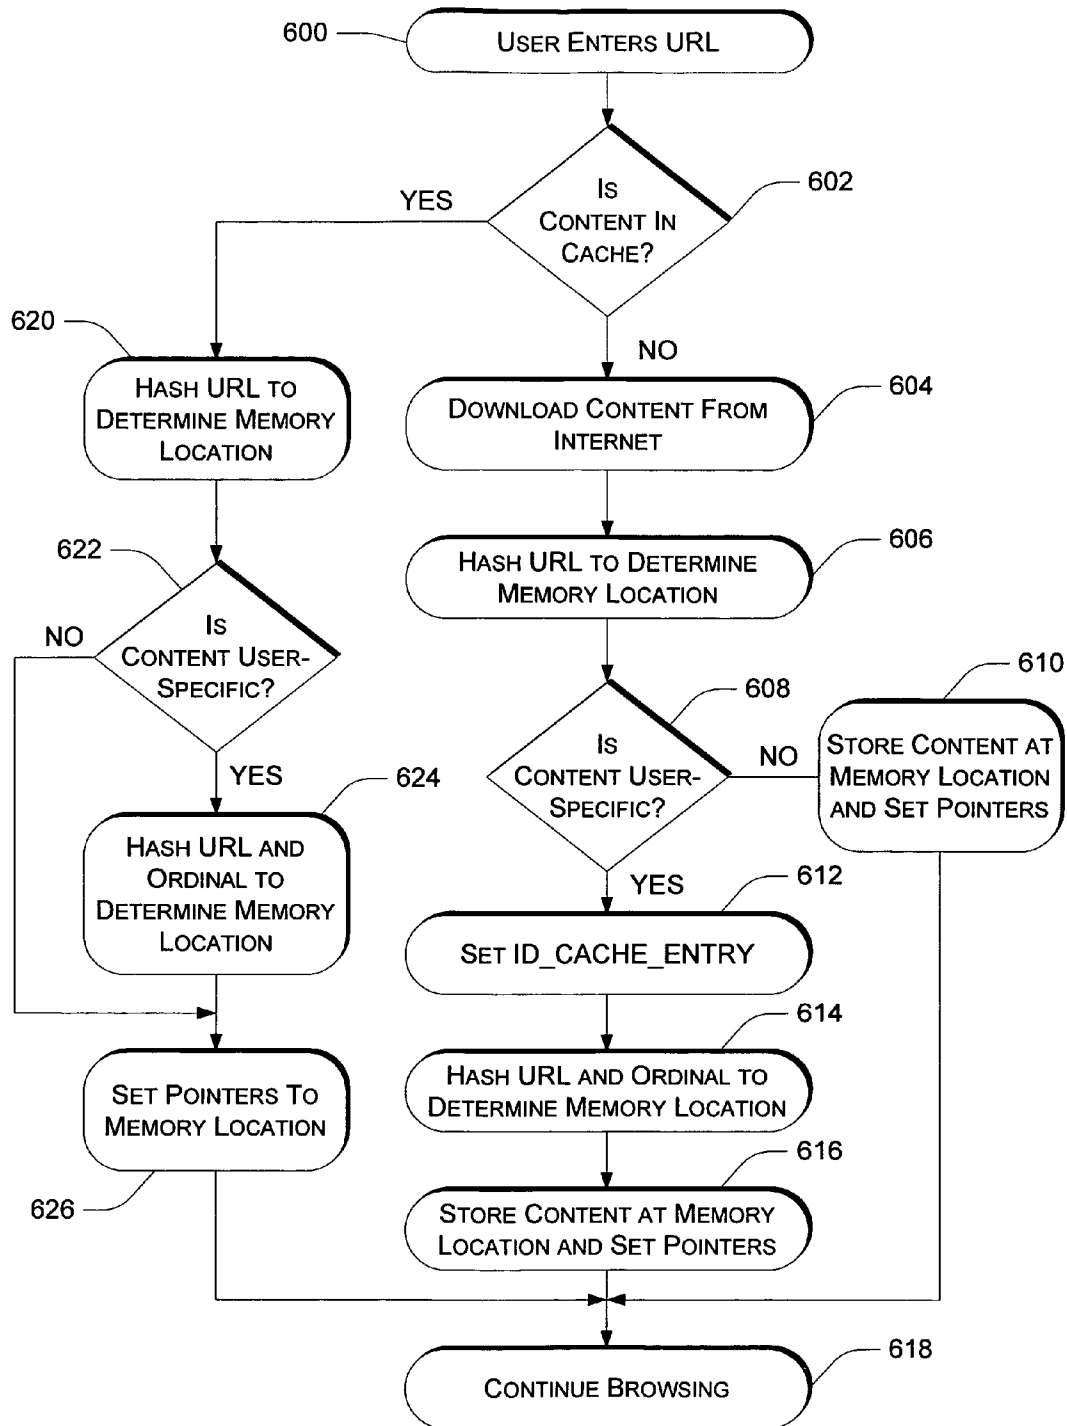 600
USER ENTERS URL
602
IS
CONTENT IN
CACHE?
YES
NO
620
HASH URL TO
DETERMINE MEMORY
LOCATION
604
DOWNLOAD CONTENT FROM
INTERNET
606
HASH URL TO DETERMINE
MEMORY LOCATION
622
IS
CONTENT USER-
SPECIFIC?
NO
YES
608
IS
CONTENT USER-
SPECIFIC?
NO
YES
610
STORE CONTENT AT
MEMORY LOCATION
AND SET POINTERS
624
HASH URL AND
ORDINAL TO
DETERMINE MEMORY
LOCATION
612
SET ID_CACHE_ENTRY
614
HASH URL AND ORDINAL TO
DETERMINE MEMORY LOCATION
SET POINTERS TO
MEMORY LOCATION
626
616
STORE CONTENT AT MEMORY
LOCATION AND SET POINTERS
618
CONTINUE BROWSING